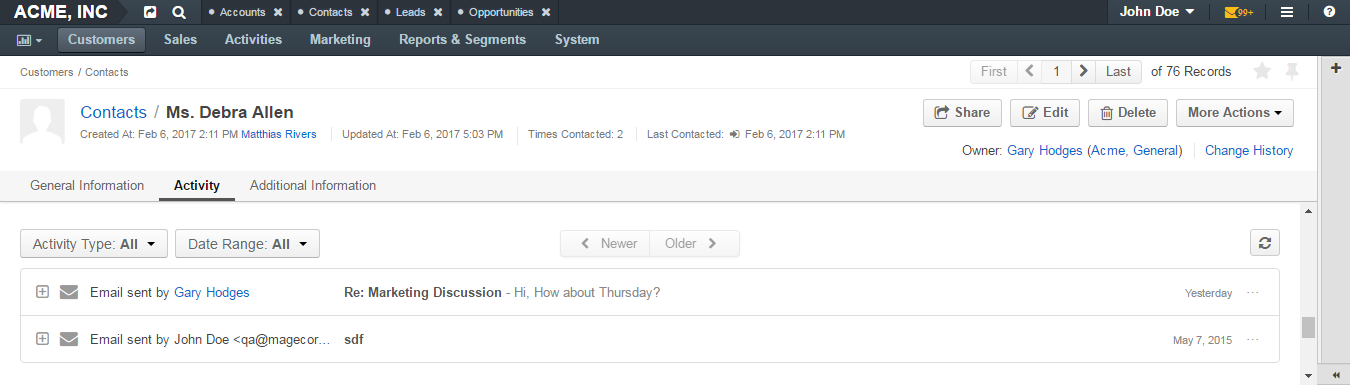 ACME, INC Accounts Contacts Leads Opportunities John Doe 99+
Customers Sales Activities Marketing Reports & Segments System
Customers / Contacts First 1 Last of 76 Records
Contacts / Ms. Debra Allen Share Edit Delete More Actions
Created At: Feb 6, 2017 2:11 PM Matthias Rivers Updated At: Feb 6, 2017 5:03 PM Times Contacted: 2 Last Contacted: Feb 6, 2017 2:11 PM
Owner: Gary Hodges (Acme, General) Change History
General Information Activity Additional Information
Activity Type: All Date Range: All Newer Older
Email sent by Gary Hodges Re: Marketing Discussion - Hi, How about Thursday? Yesterday ...
Email sent by John Doe <qa@magecor... sdf May 7, 2015 ...